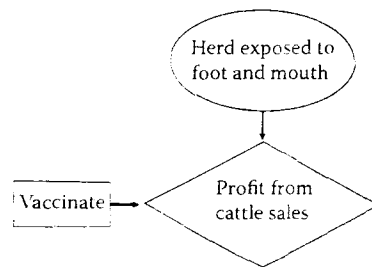 Herd exposed to
foot and mouth
Vaccinate
Profit from
cattle sales